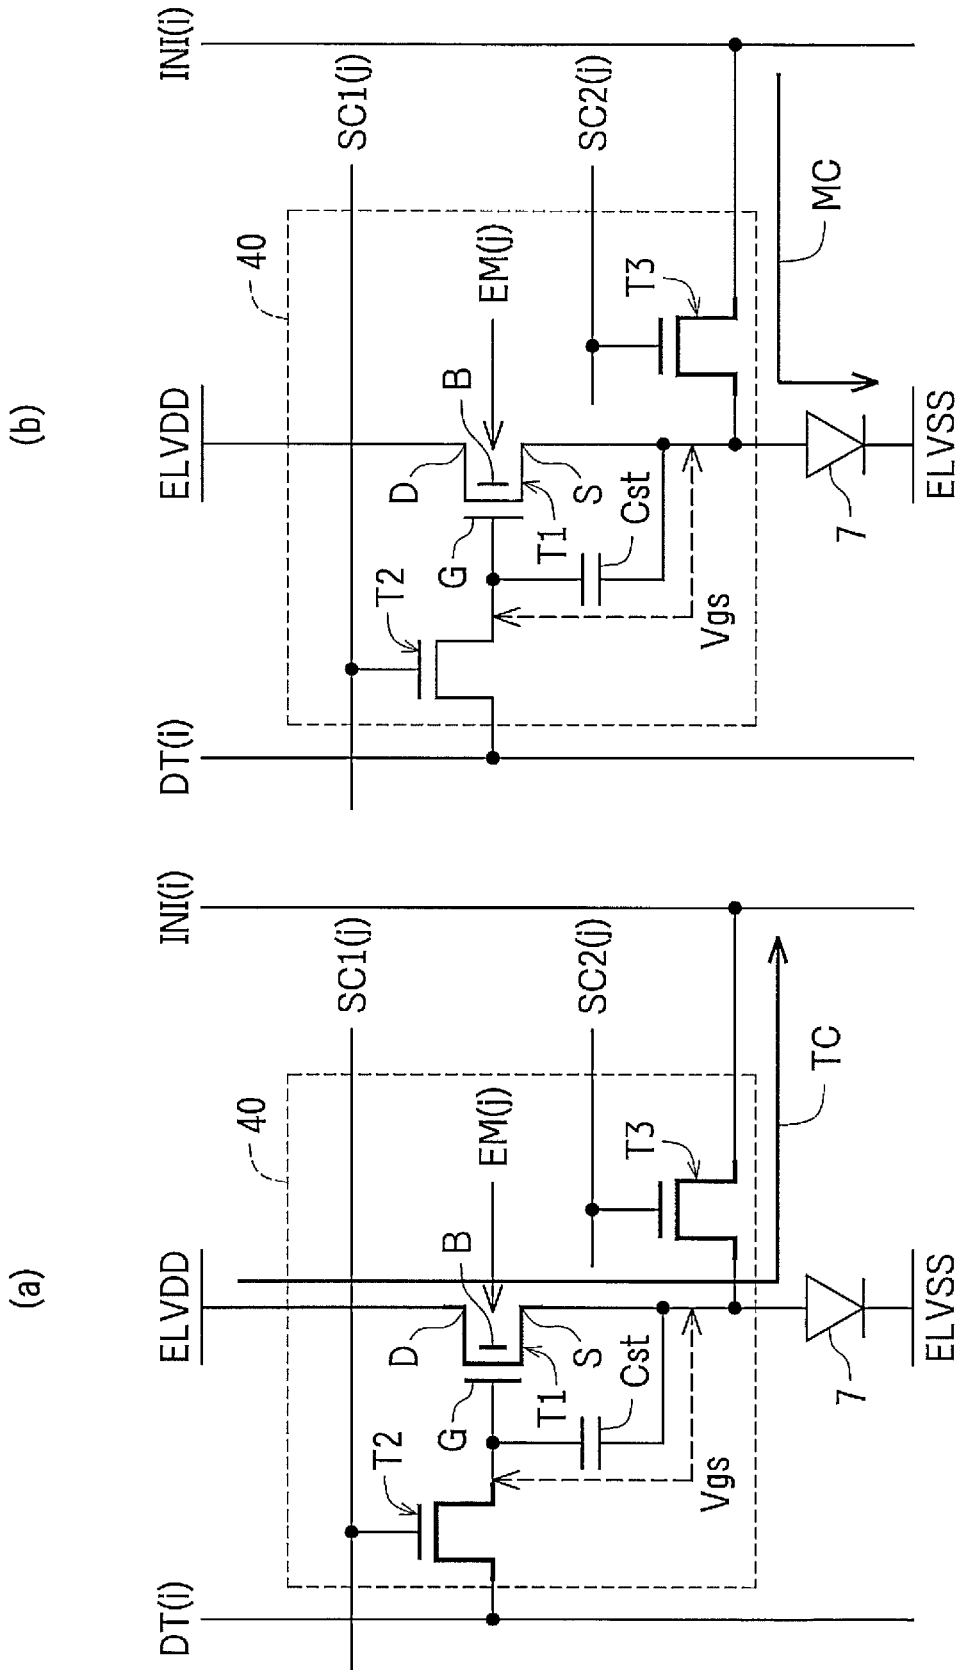 (a)
ELVDD
DT(i)
INI(i)
SC1(j)
40
T2
G
D
B
EM(j)
T1
S
Cst
Vgs
SC2(j)
T3
TC
7
ELVSS
(b)
ELVDD
DT(i)
INI(i)
SC1(j)
40
T2
G
D
B
EM(j)
T1
S
Cst
Vgs
SC2(j)
T3
MC
7
ELVSS